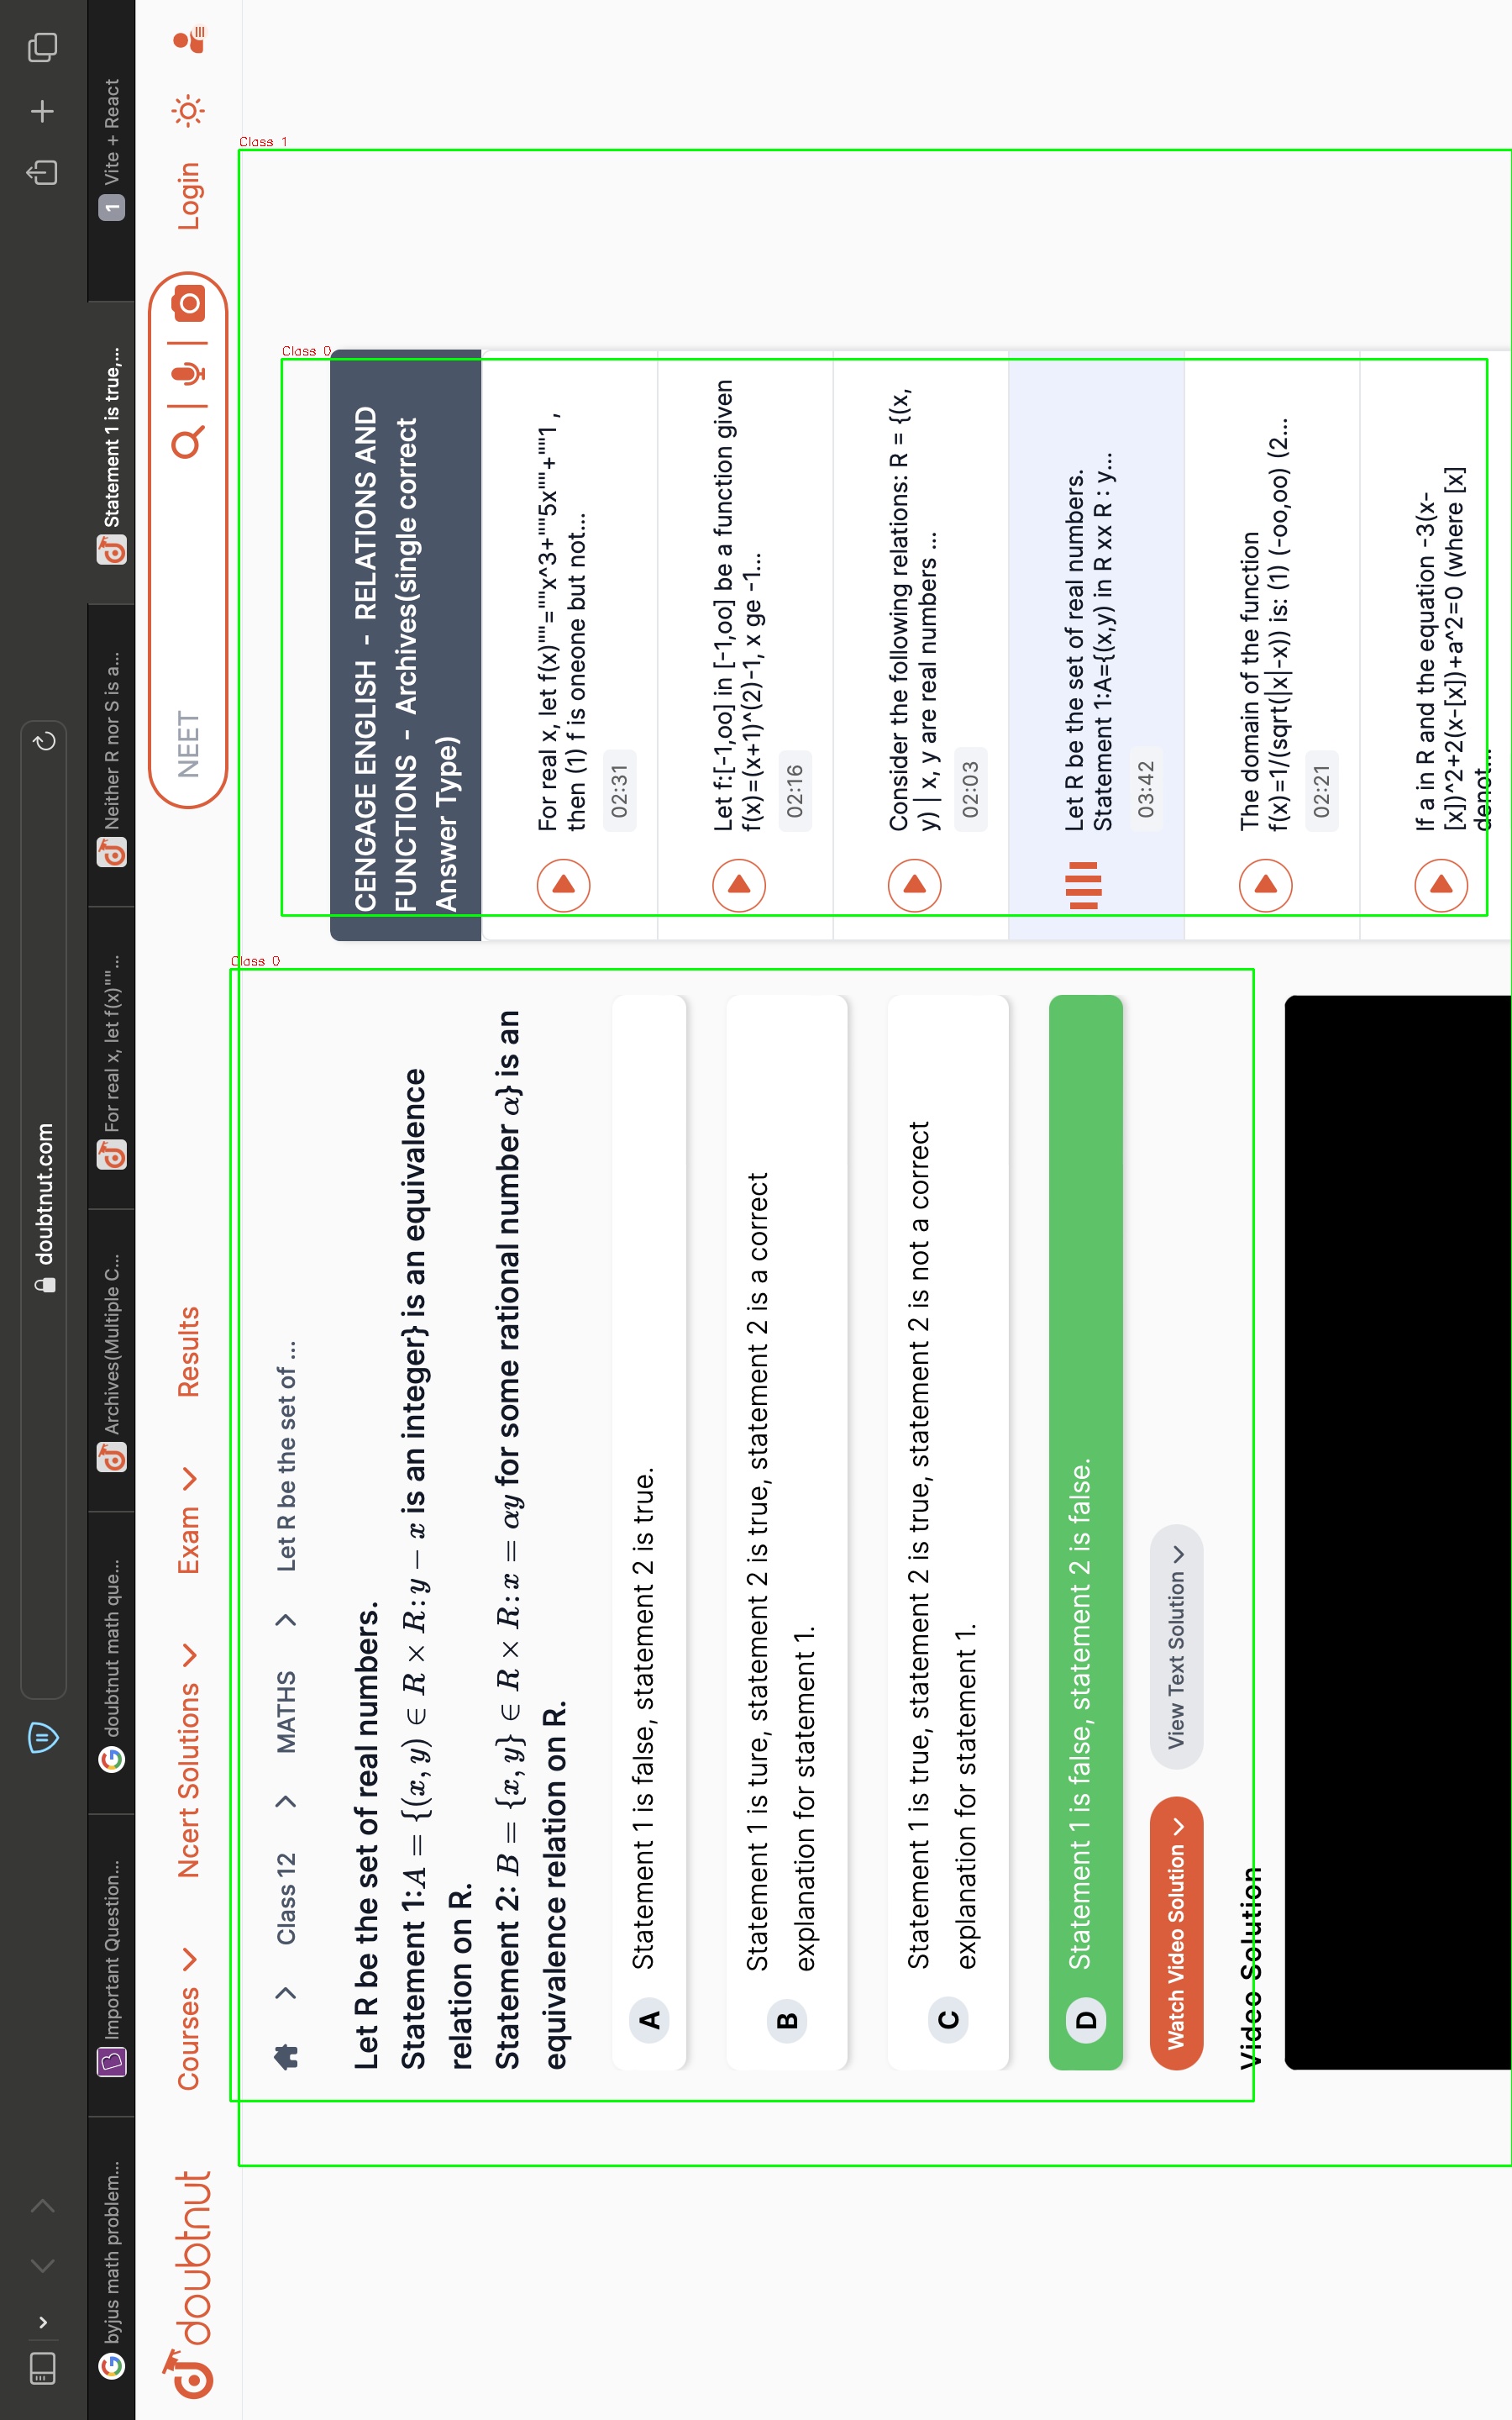 doubtnut.com
byjus math problem...
Important Question...
doubtnut math que...
Archives(Multiple C...
For real x, let f(x)""...
Neither R nor S is a...
Statement 1 is true,...
1 Vite + React
doubtnut
Courses
Ncert Solutions
Exam
Results
NEET
Login
Class 1
Class 0
Class 12
MATHS
Let R be the set of ...
Let R be the set of real numbers.
Statement 1:A = {(x, y) ∈ R × R: y − x is an integer} is an equivalence
relation on R.
Statement 2: B = {x, y} ∈ R × R: x = αy for some rational number α} is an
equivalence relation on R.
A Statement 1 is false, statement 2 is true.
B Statement 1 is ture, statement 2 is true, statement 2 is a correct
explanation for statement 1.
C Statement 1 is true, statement 2 is true, statement 2 is not a correct
explanation for statement 1.
D Statement 1 is false, statement 2 is false.
Watch Video Solution
View Text Solution
Video Solution
Class 0
CENGAGE ENGLISH - RELATIONS AND
FUNCTIONS - Archives(single correct
Answer Type)
For real x, let f(x)""=""x^3+""5x""+""1 ,
then (1) f is oneone but not...
02:31
Let f:[-1,oo] in [-1,oo] be a function given
f(x)=(x+1)^(2)-1, x ge -1...
02:16
Consider the following relations: R = {(x,
y) | x, y are real numbers ...
02:03
Let R be the set of real numbers.
Statement 1:A={(x,y) in R xx R : y...
03:42
The domain of the function
f(x)=1/(sqrt(|x|-x)) is: (1) (-oo,oo) (2...
02:21
If a in R and the equation -3(x-
[x])^2+2(x-[x])+a^2=0 (where [x]
denot...